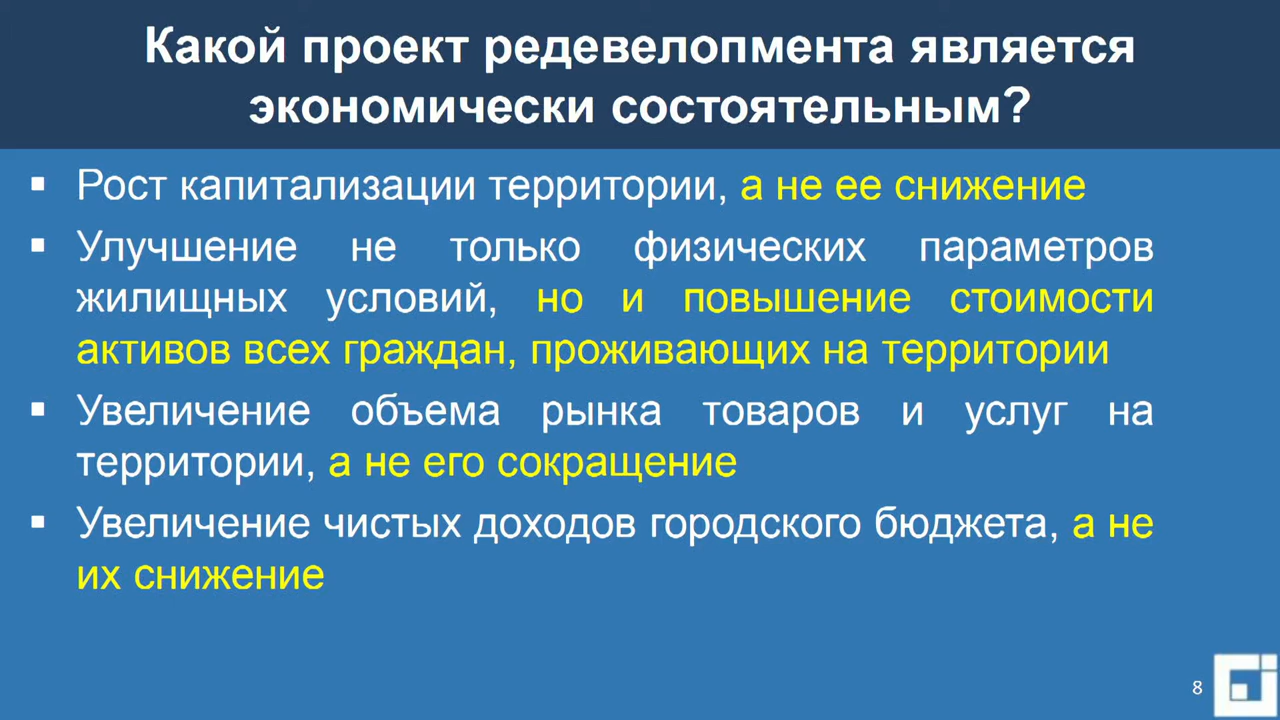 Какой проект редевелопмента является
экономически состоятельным?
▪ Рост капитализации территории, а не ее снижение
▪ Улучшение не только физических параметров
жилищных условий, но и повышение стоимости
активов всех граждан, проживающих на территории
▪ Увеличение объема рынка товаров и услуг на
территории, а не его сокращение
▪ Увеличение чистых доходов городского бюджета, а не
их снижение
8